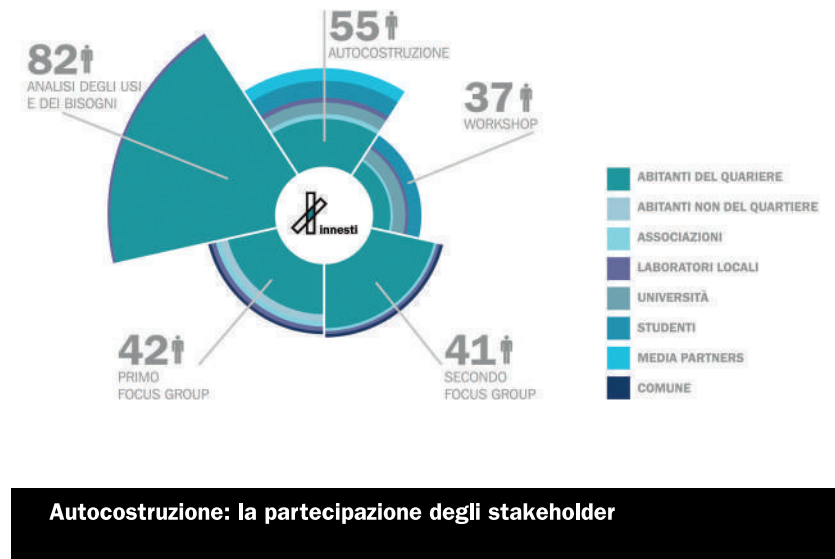 55
AUTOCOSTRUZIONE
82
ANALISI DEGLI USI
E DEI BISOGNI
37
WORKSHOP
innesti
42
PRIMO
FOCUS GROUP
41
SECONDO
FOCUS GROUP
ABITANTI DEL QUARIERE
ABITANTI NON DEL QUARTIERE
ASSOCIAZIONI
LABORATORI LOCALI
UNIVERSITÀ
STUDENTI
MEDIA PARTNERS
COMUNE
Autocostruzione: la partecipazione degli stakeholder